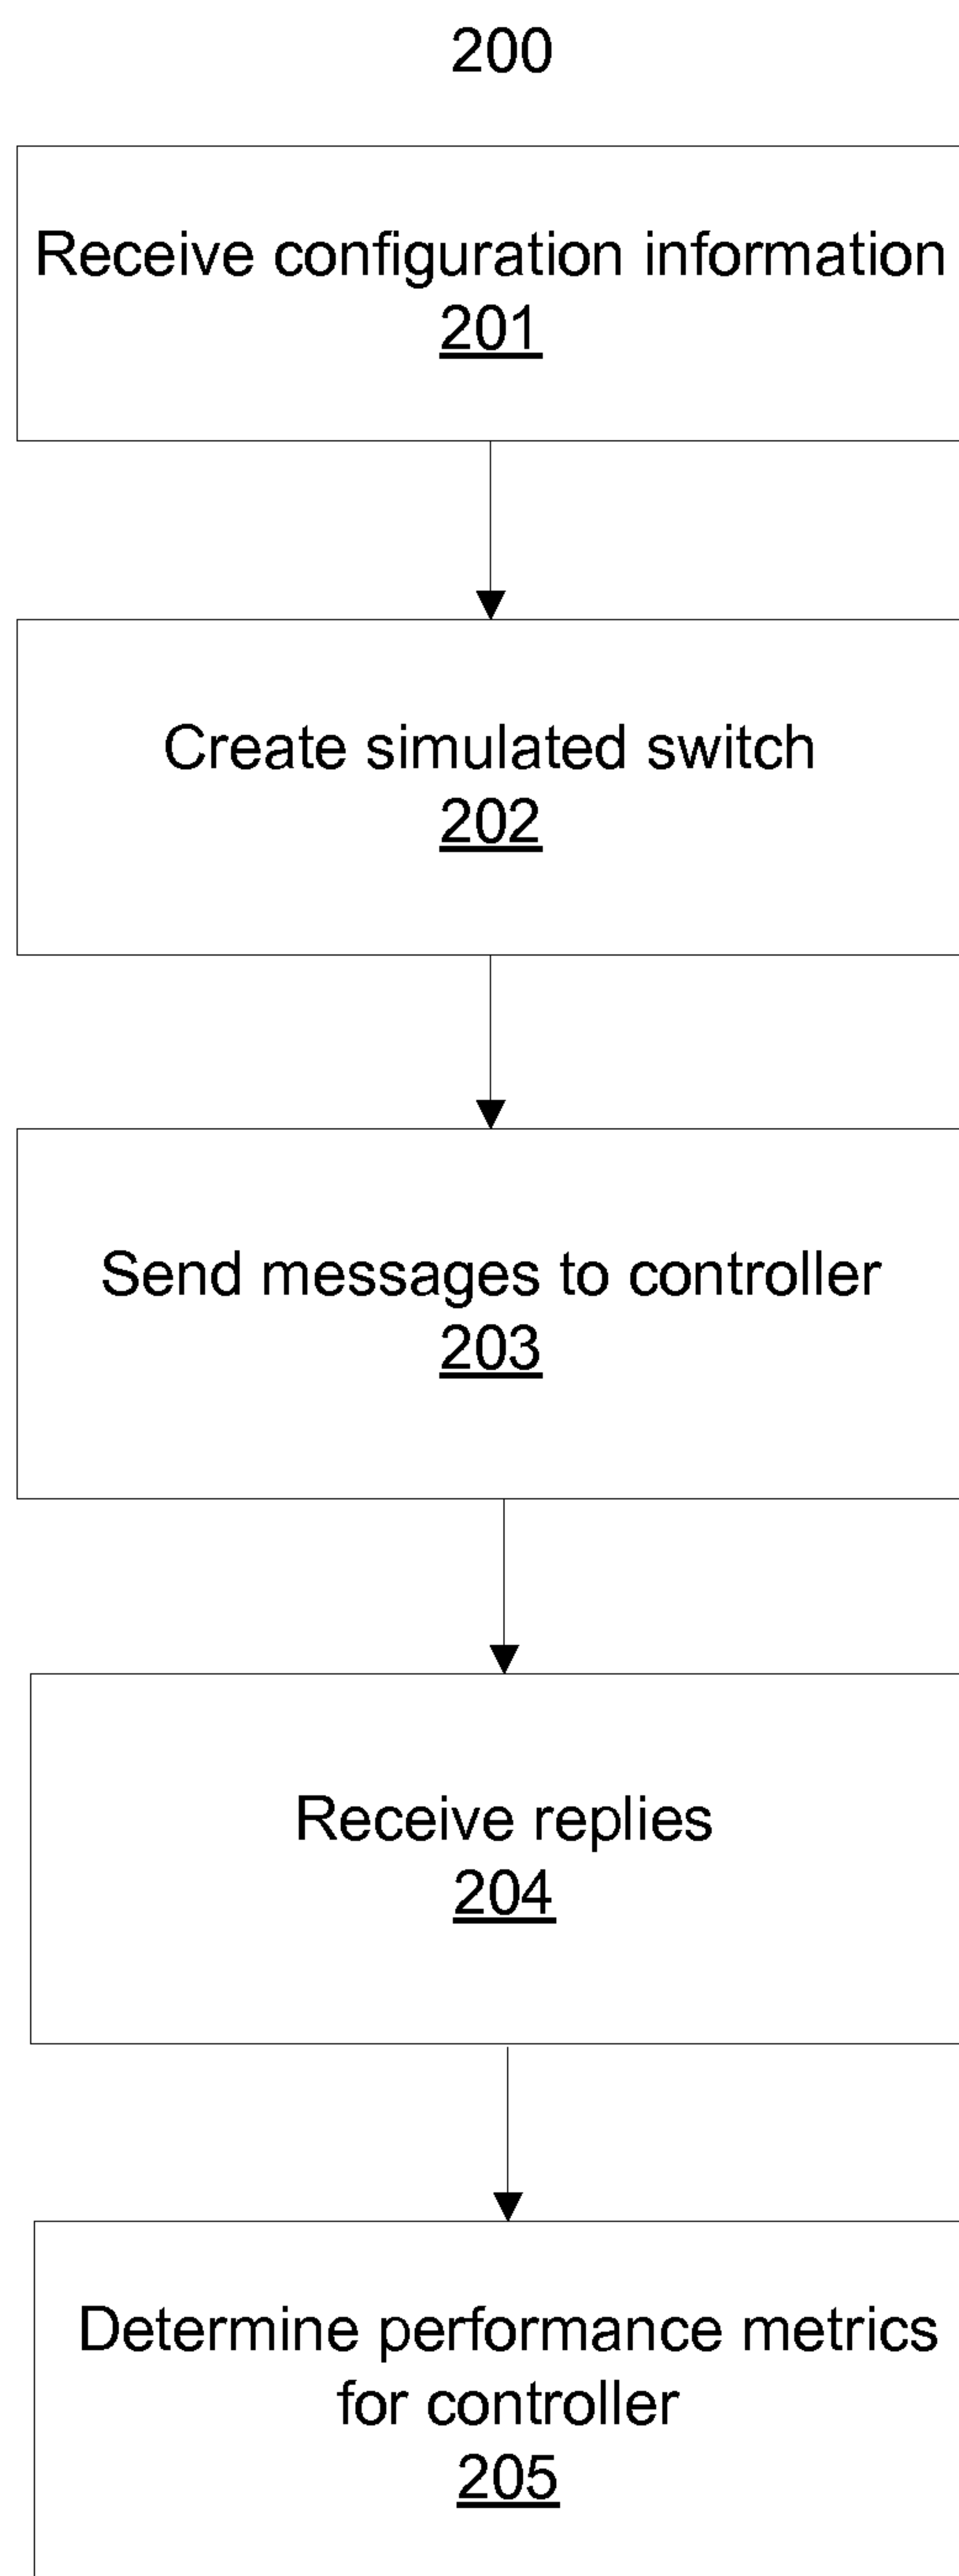 200
Receive configuration information
201
Create simulated switch
202
Send messages to controller
203
Receive replies
204
Determine performance metrics
for controller
205